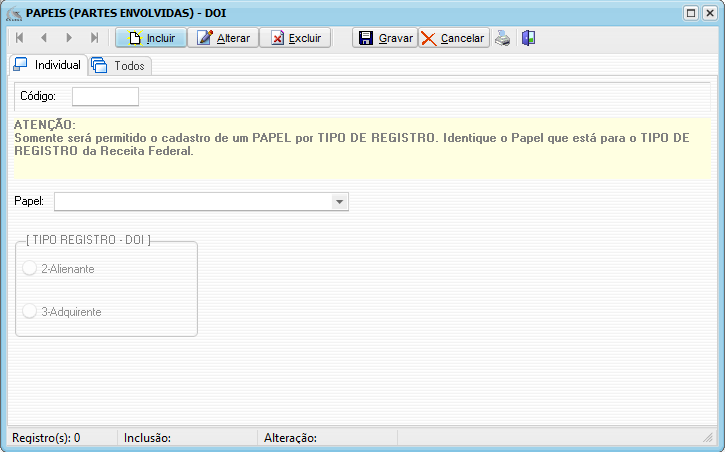 PAPEIS (PARTES ENVOLVIDAS) - DOI
Incluir Alterar Excluir Gravar Cancelar
Individual Todos
Código:
ATENÇÃO:
Somente será permitido o cadastro de um PAPEL por TIPO DE REGISTRO. Identique o Papel que está para o TIPO DE
REGISTRO da Receita Federal.
Papel:
[ TIPO REGISTRO - DOI ]
2-Alienante
3-Adquirente
Registro(s): 0 Inclusão: Alteração: